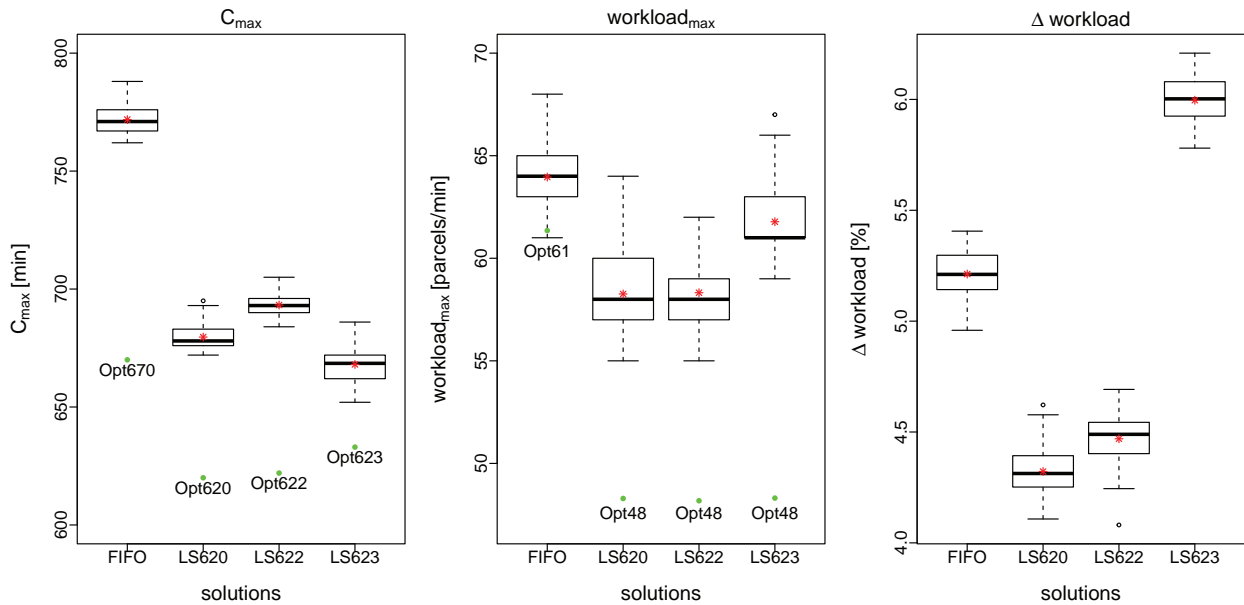 Cmax
Cmax [min]
800
750
700
650
600
Opt670
Opt620
Opt622
Opt623
FIFO LS620 LS622 LS623
solutions
workloadmax
workloadmax [parcels/min]
70
65
60
55
50
Opt61
Opt48 Opt48 Opt48
FIFO LS620 LS622 LS623
solutions
Δ workload
Δ workload [%]
6.0
5.5
5.0
4.5
4.0
FIFO LS620 LS622 LS623
solutions